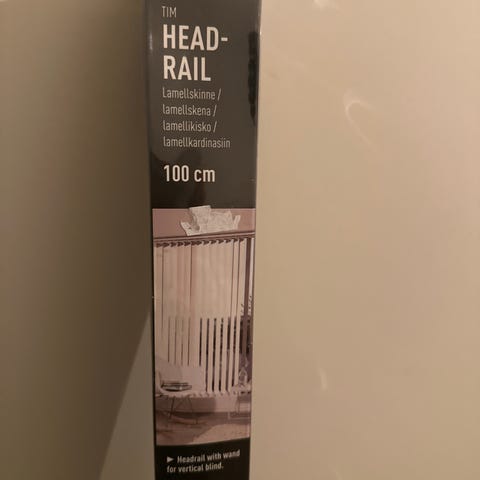 TIM
HEAD-
RAIL
Lamellskinne /
lamellskena /
lamellikisko /
lamellkardinasiin
100 cm
► Headrail with wand
for vertical blind.